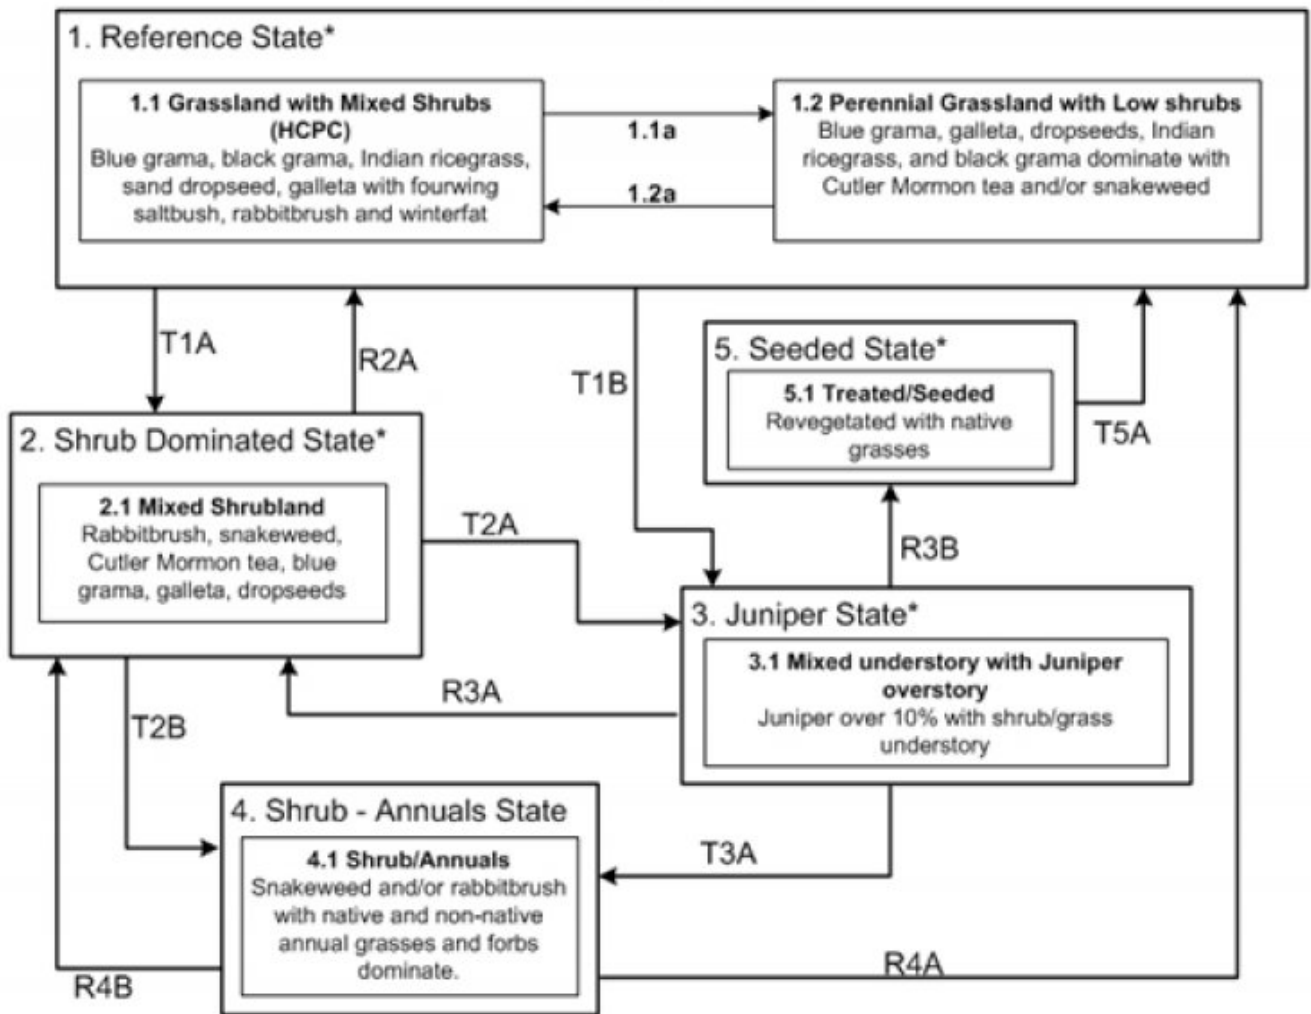 1. Reference State*
1.1 Grassland with Mixed Shrubs
(HCPC)
Blue grama, black grama, Indian ricegrass,
sand dropseed, galleta with fourwing
saltbush, rabbitbrush and winterfat
1.1a
1.2a
1.2 Perennial Grassland with Low shrubs
Blue grama, galleta, dropseeds, Indian
ricegrass, and black grama dominate with
Cutler Mormon tea and/or snakeweed
T1A
R2A
T1B
5. Seeded State*
5.1 Treated/Seeded
Revegetated with native
grasses
T5A
2. Shrub Dominated State*
2.1 Mixed Shrubland
Rabbitbrush, snakeweed,
Cutler Mormon tea, blue
grama, galleta, dropseeds
T2A
R3B
3. Juniper State*
3.1 Mixed understory with Juniper
overstory
Juniper over 10% with shrub/grass
understory
R3A
T2B
4. Shrub - Annuals State
4.1 Shrub/Annuals
Snakeweed and/or rabbitbrush
with native and non-native
annual grasses and forbs
dominate.
T3A
R4B
R4A